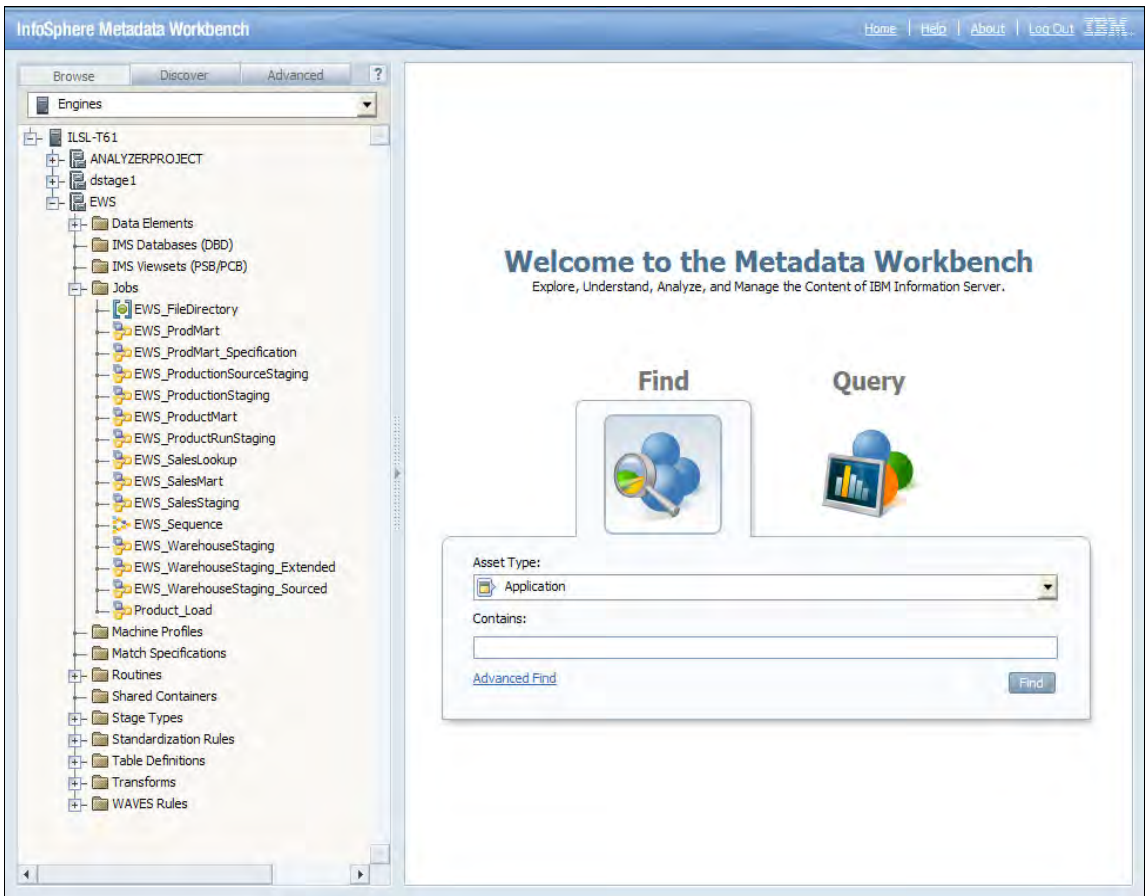 InfoSphere Metadata Workbench
Home | Help | About | Log Out IBM.
Browse Discover Advanced ?
Engines
ILSL-T61
ANALYZERPROJECT
dstage1
EWS
Data Elements
IMS Databases (DBD)
IMS Viewsets (PSB/PCB)
Jobs
EWS_FileDirectory
EWS_ProdMart
EWS_ProdMart_Specification
EWS_ProductionSourceStaging
EWS_ProductionStaging
EWS_ProductMart
EWS_ProductRunStaging
EWS_SalesLookup
EWS_SalesMart
EWS_SalesStaging
EWS_Sequence
EWS_WarehouseStaging
EWS_WarehouseStaging_Extended
EWS_WarehouseStaging_Sourced
Product_Load
Machine Profiles
Match Specifications
Routines
Shared Containers
Stage Types
Standardization Rules
Table Definitions
Transforms
WAVES Rules
Welcome to the Metadata Workbench
Explore, Understand, Analyze, and Manage the Content of IBM Information Server.
Find Query
Asset Type:
Application
Contains:
Advanced Find Find